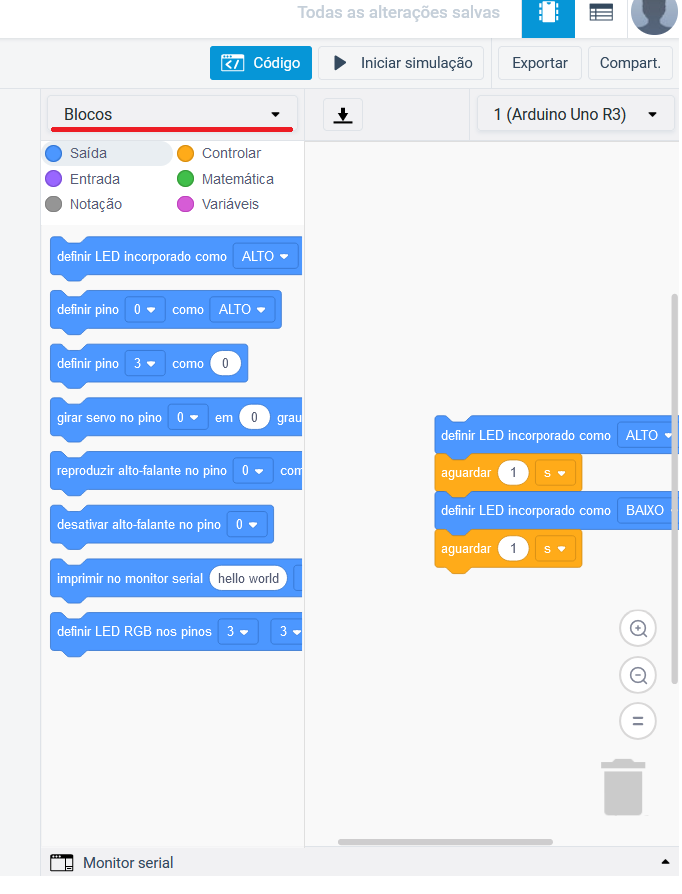 Todas as alterações salvas
Código
Iniciar simulação
Exportar
Compart.
Blocos
1 (Arduino Uno R3)
Saída
Controlar
Entrada
Matemática
Notação
Variáveis
definir LED incorporado como ALTO
definir pino 0 como ALTO
definir pino 3 como 0
girar servo no pino 0 em 0 grau
reproduzir alto-falante no pino 0 com
desativar alto-falante no pino 0
imprimir no monitor serial hello world
definir LED RGB nos pinos 3 3
definir LED incorporado como ALTO
aguardar 1 s
definir LED incorporado como BAIXO
aguardar 1 s
Monitor serial